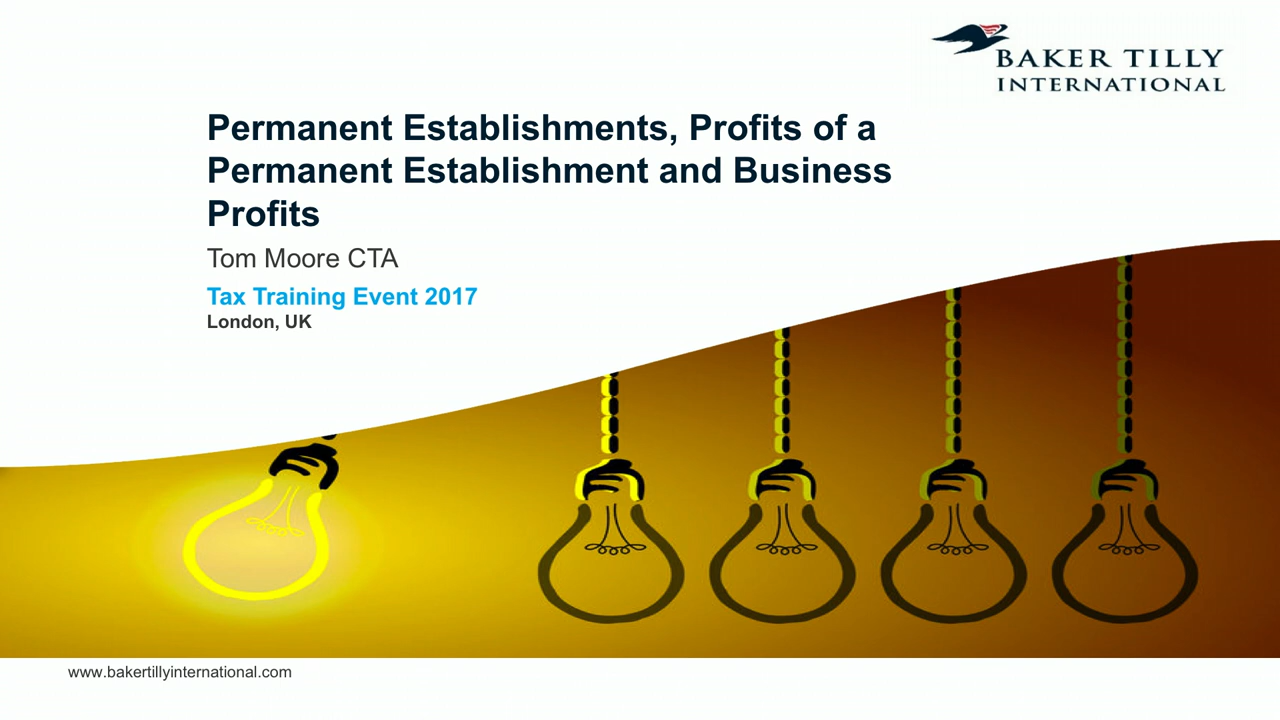 BAKER TILLY
INTERNATIONAL
Permanent Establishments, Profits of a
Permanent Establishment and Business
Profits
Tom Moore CTA
Tax Training Event 2017
London, UK
www.bakertillyinternational.com